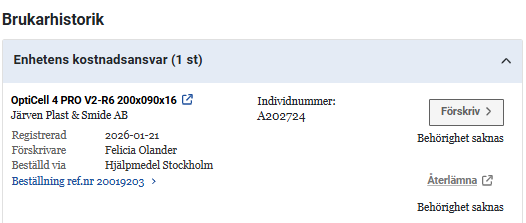 Brukarhistorik
Enhetens kostnadsansvar (1 st)
OptiCell 4 PRO V2-R6 200x090x16
Järven Plast & Smide AB
Individnummer:
A202724
Förskriv
Behörighet saknas
Registrerad 2026-01-21
Förskrivare Felicia Olander
Beställd via Hjälpmedel Stockholm
Beställning ref.nr 20019203
Återlämna
Behörighet saknas